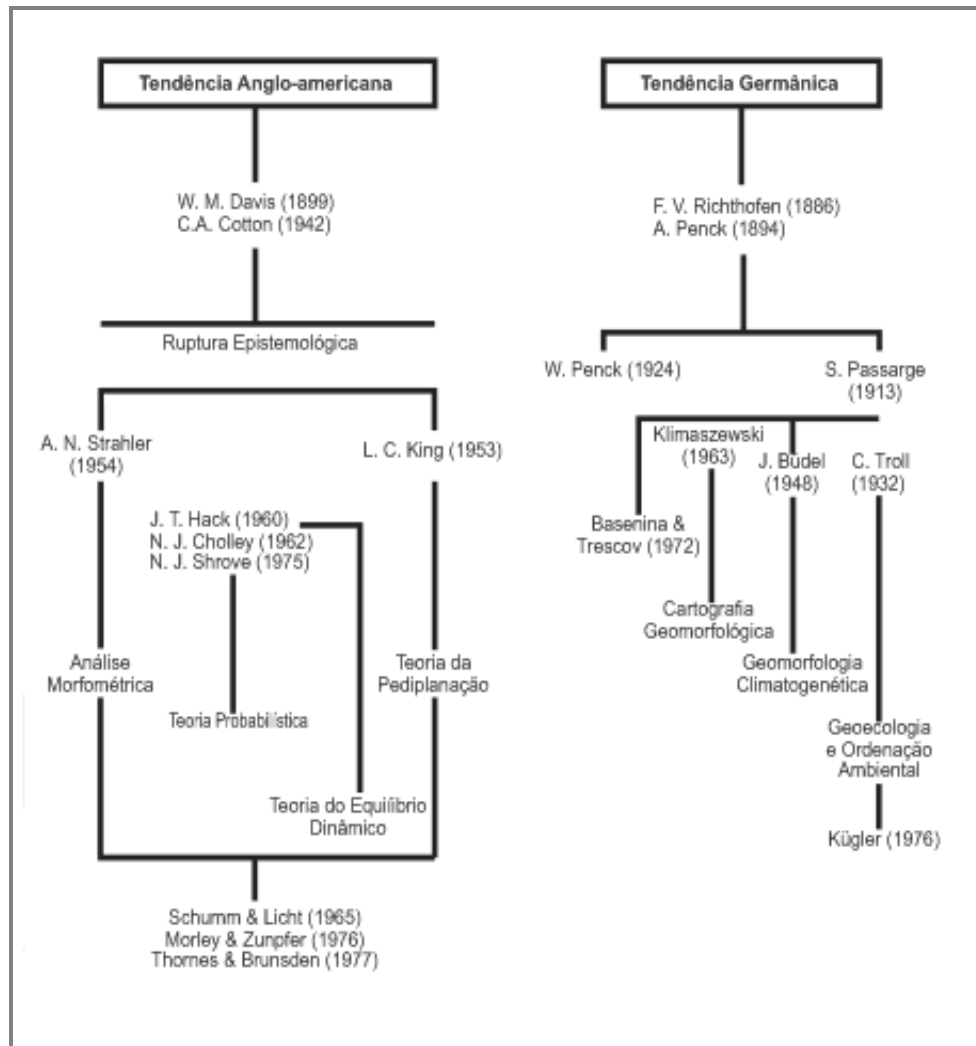 Tendência Anglo-americana
W. M. Davis (1899)
C.A. Cotton (1942)
Ruptura Epistemológica
A. N. Strahler
(1954)
L. C. King (1953)
J. T. Hack (1960)
N. J. Cholley (1962)
N. J. Shrove (1975)
Análise
Morfométrica
Teoria da
Pediplanação
Teoria Probabilística
Teoria do Equilíbrio
Dinâmico
Schumm & Licht (1965)
Morley & Zunpfer (1976)
Thornes & Brunsden (1977)
Tendência Germânica
F. V. Richthofen (1886)
A. Penck (1894)
W. Penck (1924)
S. Passarge
(1913)
Klimaszewski
(1963)
J. Büdel
(1948)
C. Troll
(1932)
Basenina &
Trescov (1972)
Cartografia
Geomorfológica
Geomorfologia
Climatogenética
Geoecologia
e Ordenação
Ambiental
Kügler (1976)